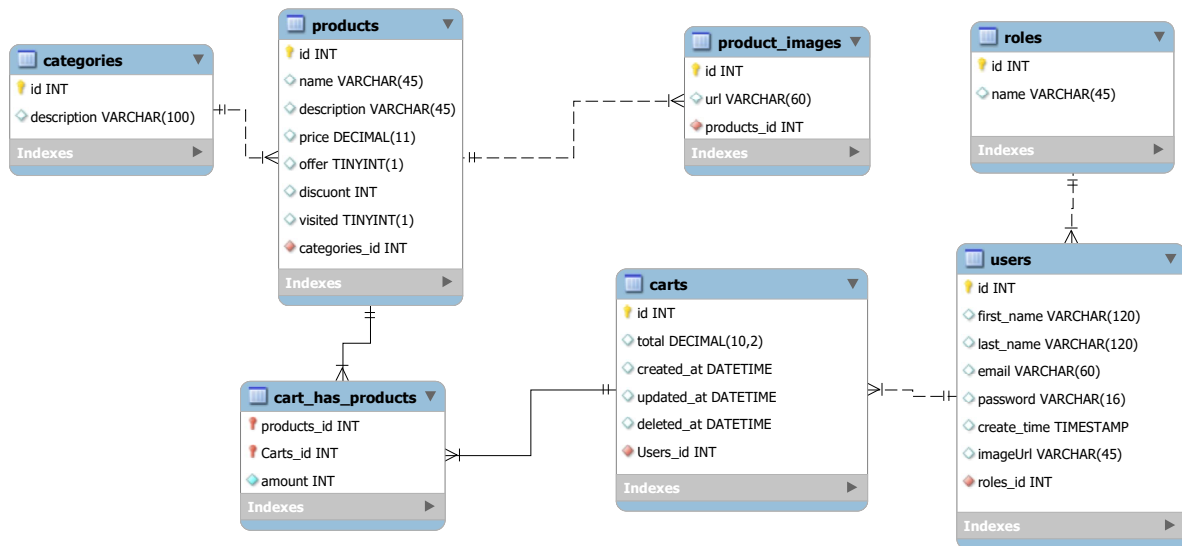 categories
id INT
description VARCHAR(100)
Indexes
products
id INT
name VARCHAR(45)
description VARCHAR(45)
price DECIMAL(11)
offer TINYINT(1)
discuont INT
visited TINYINT(1)
categories_id INT
Indexes
product_images
id INT
url VARCHAR(60)
products_id INT
Indexes
roles
id INT
name VARCHAR(45)
Indexes
cart_has_products
products_id INT
Carts_id INT
amount INT
Indexes
carts
id INT
total DECIMAL(10,2)
created_at DATETIME
updated_at DATETIME
deleted_at DATETIME
Users_id INT
Indexes
users
id INT
first_name VARCHAR(120)
last_name VARCHAR(120)
email VARCHAR(60)
password VARCHAR(16)
create_time TIMESTAMP
imageUrl VARCHAR(45)
roles_id INT
Indexes